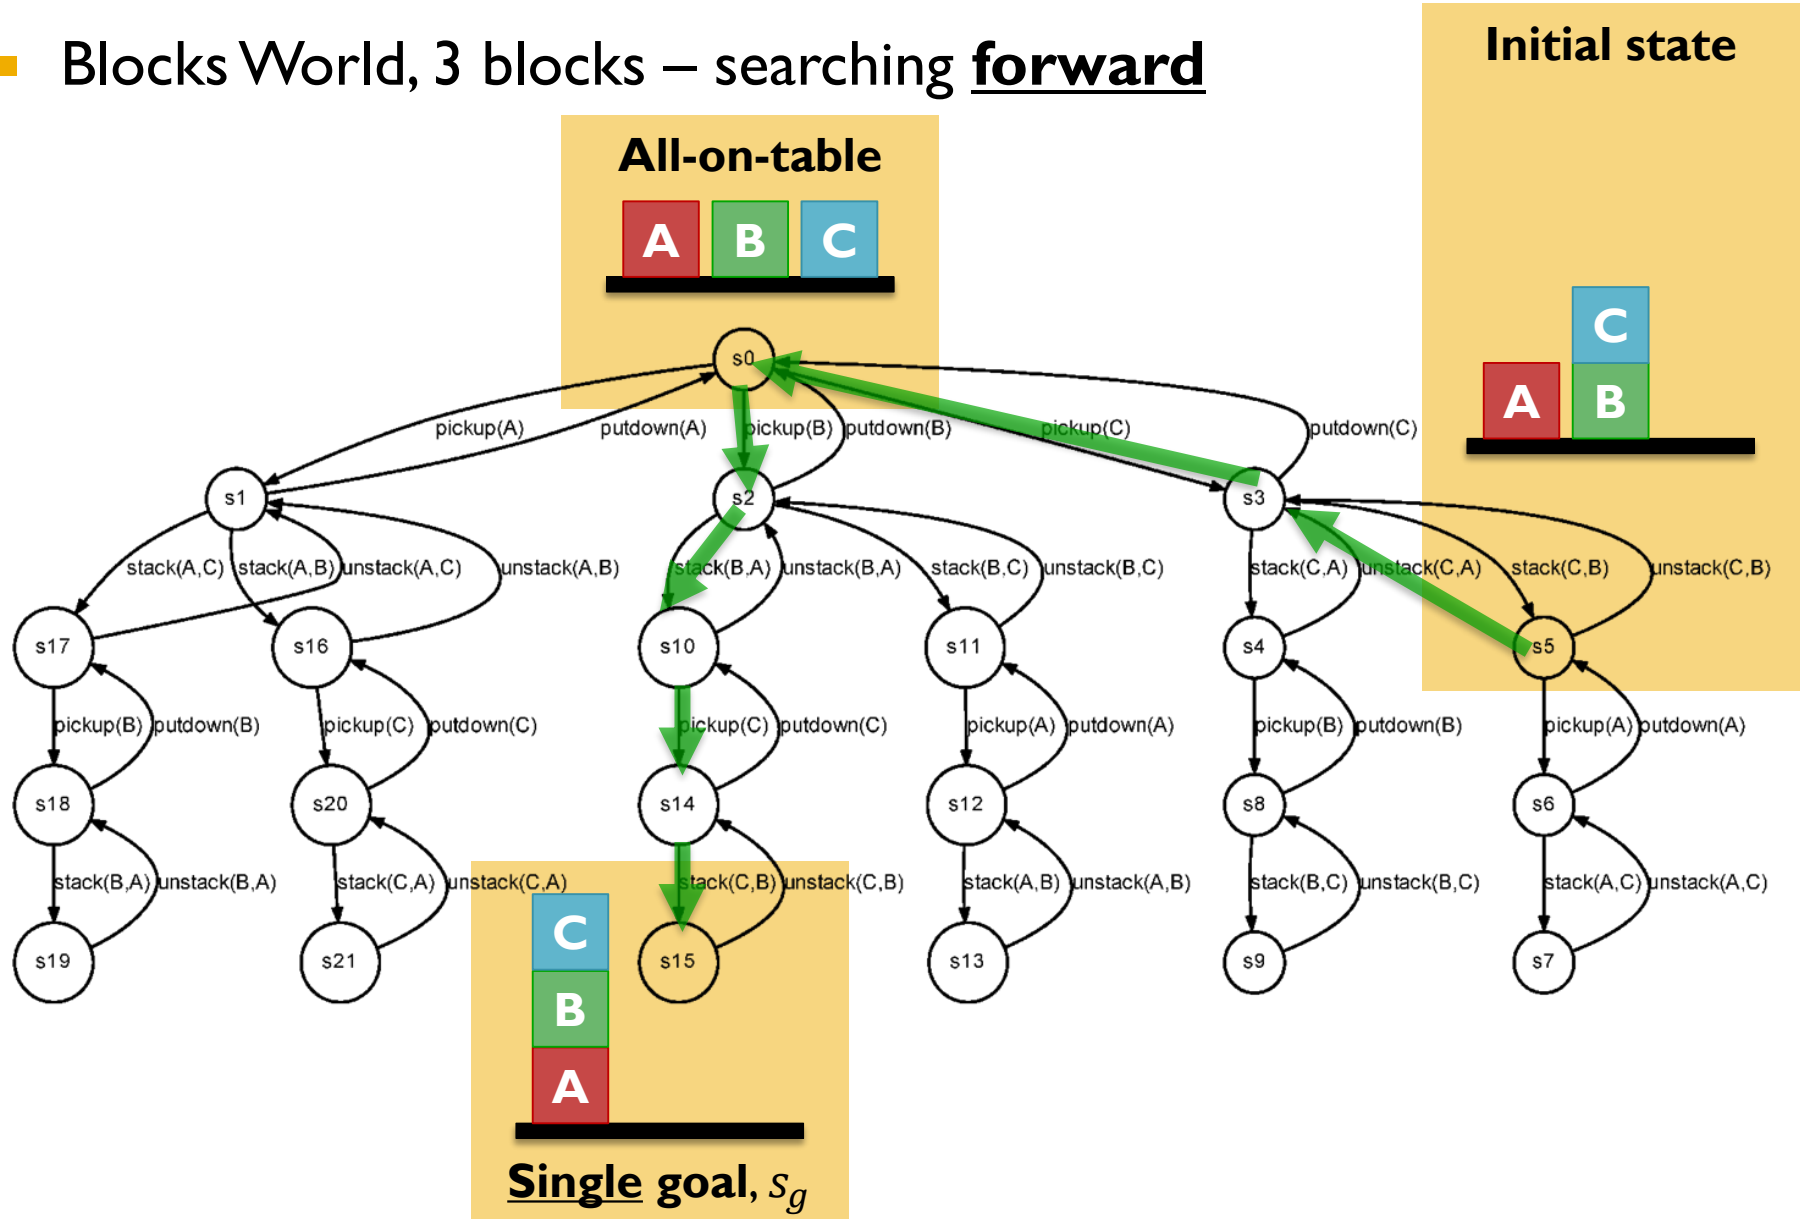 Blocks World, 3 blocks – searching forward
Initial state
All-on-table
A B C
C
A B
s0
pickup(A) putdown(A) pickup(B) putdown(B) pickup(C) putdown(C)
s1 s2 s3
stack(A,C) stack(A,B) unstack(A,C) unstack(A,B) stack(B,A) unstack(B,A) stack(B,C) unstack(B,C) stack(C,A) unstack(C,A) stack(C,B) unstack(C,B)
s17 s16 s10 s11 s4 s5
pickup(B) putdown(B) pickup(C) putdown(C) pickup(C) putdown(C) pickup(A) putdown(A) pickup(B) putdown(B) pickup(A) putdown(A)
s18 s20 s14 s12 s8 s6
stack(B,A) unstack(B,A) stack(C,A) unstack(C,A) stack(C,B) unstack(C,B) stack(A,B) unstack(A,B) stack(B,C) unstack(B,C) stack(A,C) unstack(A,C)
s19 s21 s15 s13 s9 s7
C
B
A
Single goal, s_g